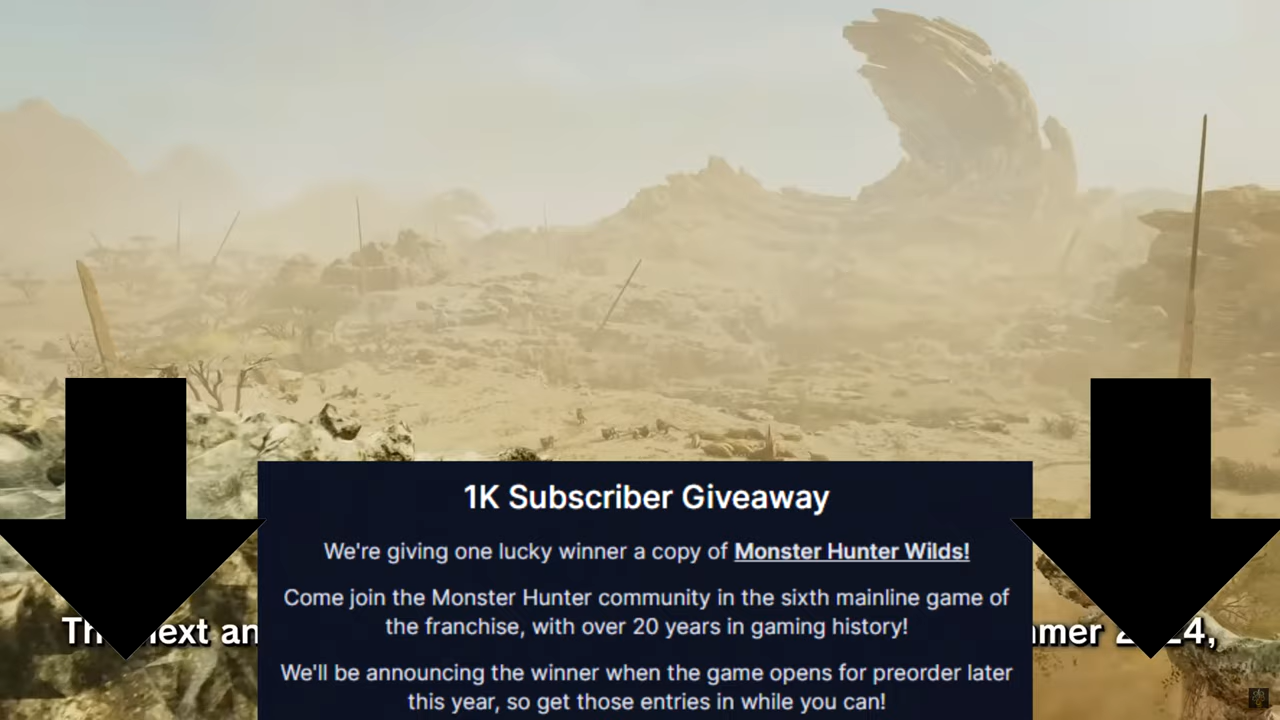 1K Subscriber Giveaway
We're giving one lucky winner a copy of Monster Hunter Wilds!
Come join the Monster Hunter community in the sixth mainline game of
the franchise, with over 20 years in gaming history!
We'll be announcing the winner when the game opens for preorder later
this year, so get those entries in while you can!